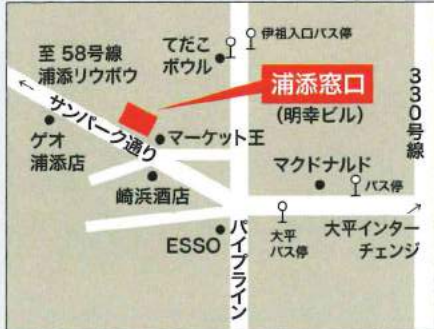 至 58号線
浦添リウボウ
←
てだこ
ボウル
伊祖入口バス停
浦添窓口
(明幸ビル)
330号線
サンパーク通り
ゲオ
浦添店
マーケット王
崎浜酒店
マクドナルド
バス停
ESSO
パイプライン
大平
バス停
大平インター
チェンジ
→